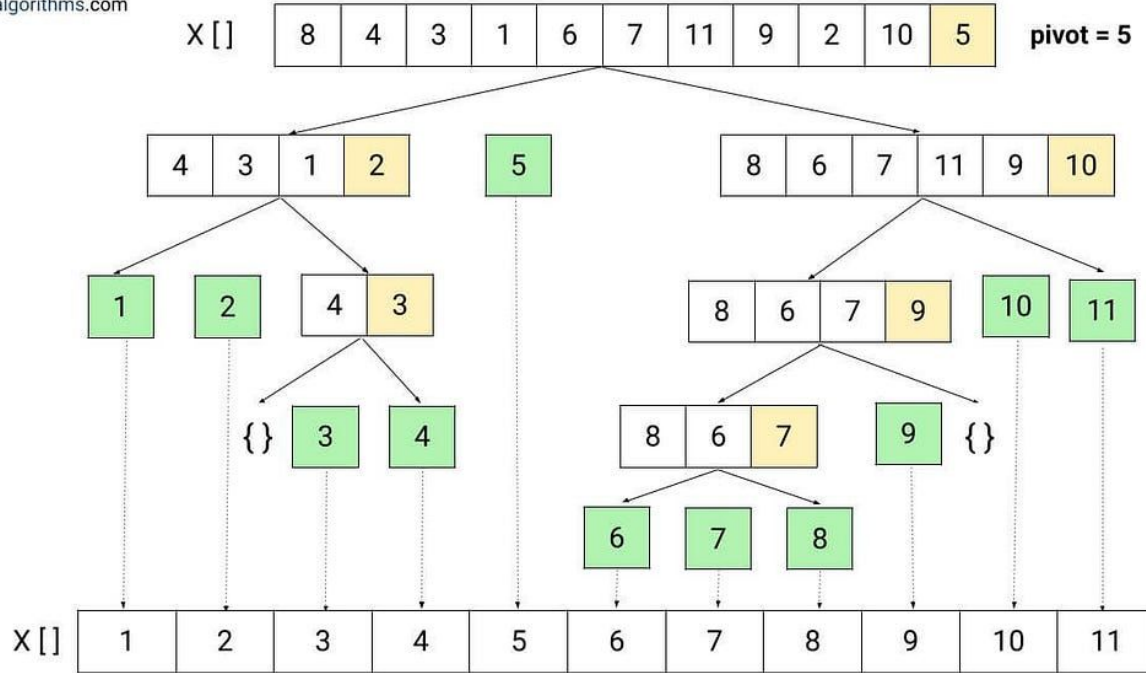 algorithms.com
X [ ] 8 4 3 1 6 7 11 9 2 10 5 pivot = 5
4 3 1 2 5 8 6 7 11 9 10
1 2 4 3 8 6 7 9 10 11
{ } 3 4 8 6 7 9 { }
6 7 8
X [ ] 1 2 3 4 5 6 7 8 9 10 11